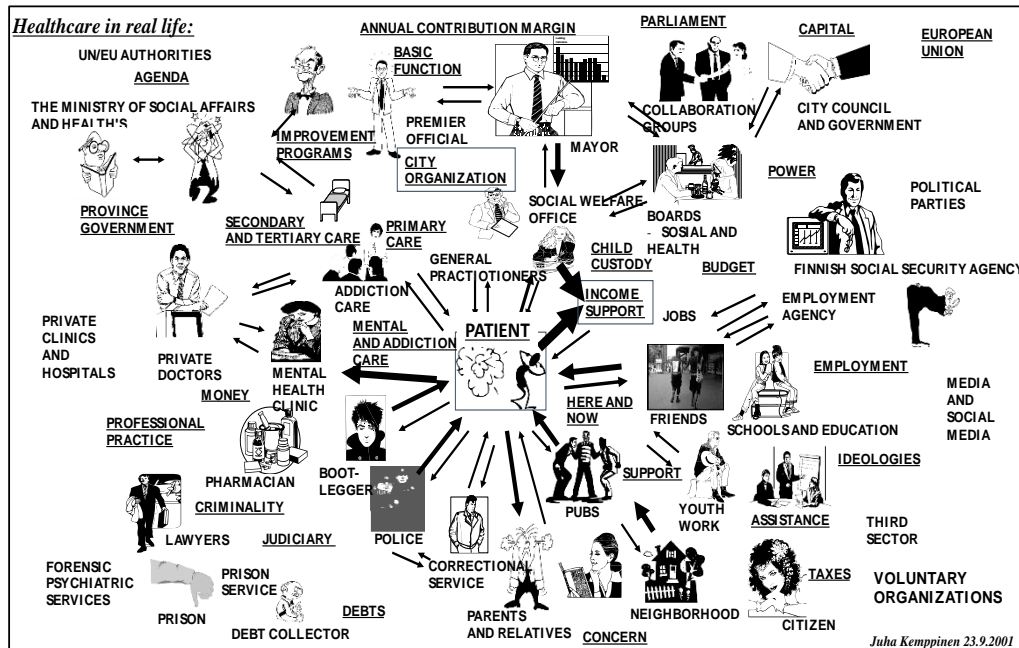 Healthcare in real life:
UN/EU AUTHORITIES
AGENDA
THE MINISTRY OF SOCIAL AFFAIRS
AND HEALTH'S
ANNUAL CONTRIBUTION MARGIN
BASIC
FUNCTION
PARLIAMENT
CAPITAL
EUROPEAN
UNION
IMPROVEMENT
PROGRAMS
PREMIER
OFFICIAL
MAYOR
COLLABORATION
GROUPS
CITY COUNCIL
AND GOVERNMENT
CITY
ORGANIZATION
PROVINCE
GOVERNMENT
SECONDARY
AND TERTIARY CARE
PRIMARY
CARE
SOCIAL WELFARE
OFFICE
BOARDS
- SOSIAL AND
HEALTH
POWER
POLITICAL
PARTIES
GENERAL
PRACTIOTIONERS
CHILD
CUSTODY
BUDGET
FINNISH SOCIAL SECURITY AGENCY
ADDICTION
CARE
INCOME
SUPPORT
JOBS
EMPLOYMENT
AGENCY
PRIVATE
CLINICS
AND
HOSPITALS
PRIVATE
DOCTORS
MENTAL
AND ADDICTION
CARE
PATIENT
MENTAL
HEALTH
CLINIC
MONEY
HERE AND
NOW
FRIENDS
EMPLOYMENT
SCHOOLS AND EDUCATION
MEDIA
AND
SOCIAL
MEDIA
PROFESSIONAL
PRACTICE
PHARMACIAN
BOOT-
LEGGER
PUBS
SUPPORT
YOUTH
WORK
IDEOLOGIES
ASSISTANCE
CRIMINALITY
LAWYERS
JUDICIARY
POLICE
CORRECTIONAL
SERVICE
THIRD
SECTOR
FORENSIC
PSYCHIATRIC
SERVICES
PRISON
SERVICE
PRISON
DEBT COLLECTOR
DEBTS
PARENTS
AND RELATIVES
CONCERN
NEIGHBORHOOD
TAXES
CITIZEN
VOLUNTARY
ORGANIZATIONS
Juha Kemppinen 23.9.2001